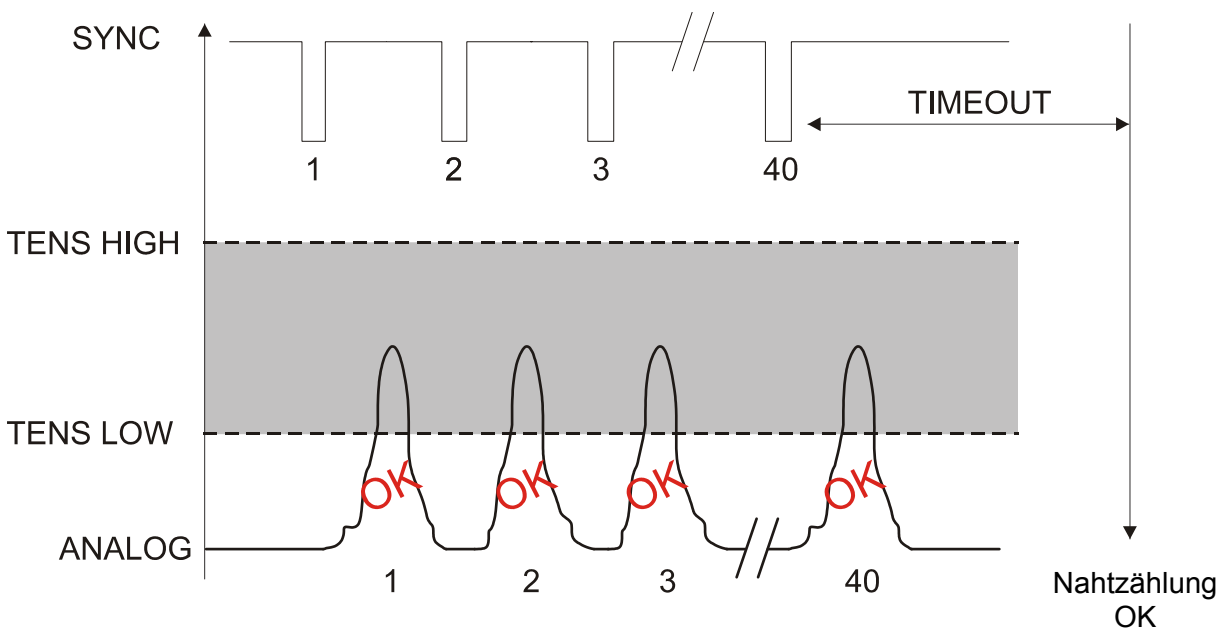 SYNC
TIMEOUT
1 2 3 40
TENS HIGH
TENS LOW
OK OK OK OK
ANALOG
1 2 3 40
Nahtzählung
OK